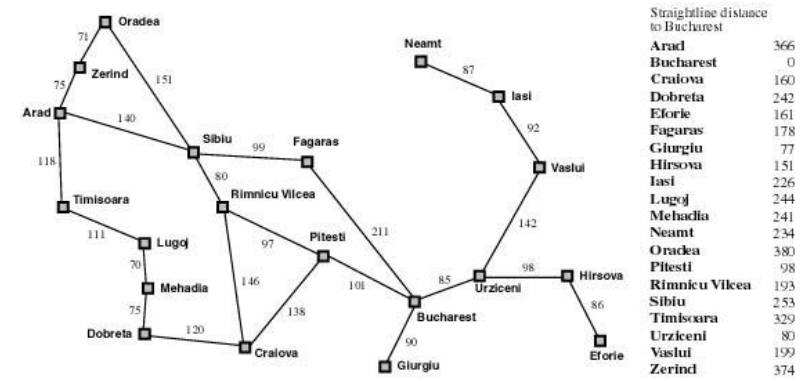 Oradea
71
Neamt
Zerind
87
151
75
Iasi
Arad
140
92
Sibiu
Fagaras
99
118
Vaslui
80
Rimnicu Vilcea
Timisoara
142
111
211
Lugoj
97
Pitesti
70
98
Hirsova
85
Mehadia
146
101
Urziceni
86
75
138
Bucharest
120
Dobreta
90
Craiova
Giurgiu
Eforie
Straightline distance
to Bucharest
Arad 366
Bucharest 0
Craiova 160
Dobreta 242
Eforie 161
Fagaras 178
Giurgiu 77
Hirsova 151
Iasi 226
Lugoj 244
Mehadia 241
Neamt 234
Oradea 380
Pitesti 98
Rimnicu Vilcea 193
Sibiu 253
Timisoara 329
Urziceni 80
Vaslui 199
Zerind 374